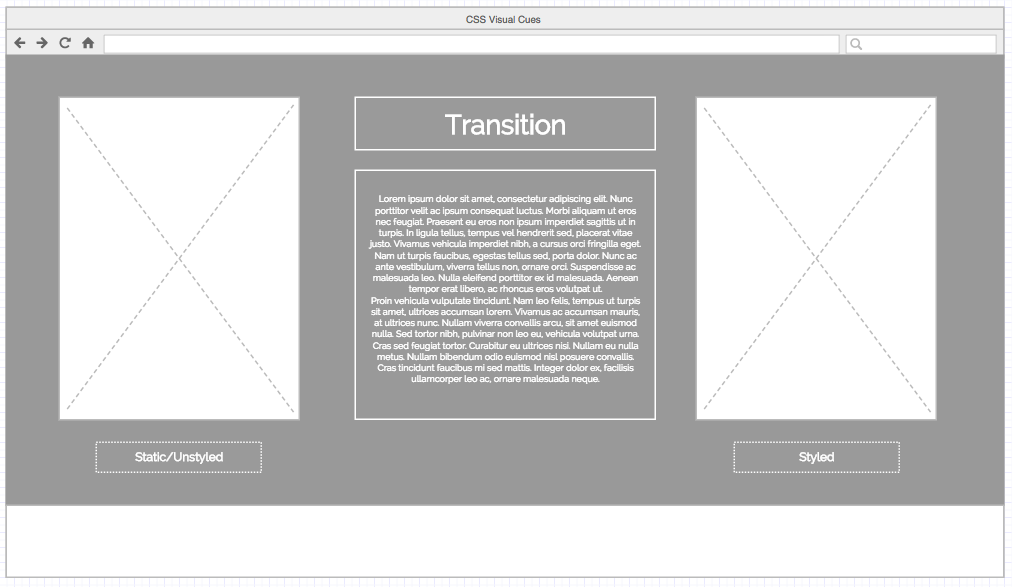 CSS Visual Cues
Transition
Lorem ipsum dolor sit amet, consectetur adipiscing elit. Nunc
porttitor velit ac ipsum consequat luctus. Morbi aliquam ut eros
nec feugiat. Praesent eu eros non ipsum imperdiet sagittis ut in
turpis. In ligula tellus, tempus vel hendrerit sed, placerat vitae
justo. Vivamus vehicula imperdiet nibh, a cursus orci fringilla eget.
Nam ut turpis faucibus, egestas tellus sed, porta dolor. Nunc ac
ante vestibulum, viverra tellus non, ornare orci. Suspendisse ac
malesuada leo. Nulla eleifend porttitor ex id malesuada. Aenean
tempor erat libero, ac rhoncus eros volutpat ut.
Proin vehicula vulputate tincidunt. Nam leo felis, tempus ut turpis
sit amet, ultrices accumsan lorem. Vivamus ac accumsan mauris,
at ultrices nunc. Nullam viverra convallis arcu, sit amet euismod
nulla. Sed tortor nibh, pulvinar non leo eu, vehicula volutpat urna.
Cras sed feugiat tortor. Curabitur eu ultrices nisi. Nullam eu nulla
metus. Nullam bibendum odio euismod nisl posuere convallis.
Cras tincidunt faucibus mi sed mattis. Integer dolor ex, facilisis
ullamcorper leo ac, ornare malesuada neque.
Static/Unstyled
Styled